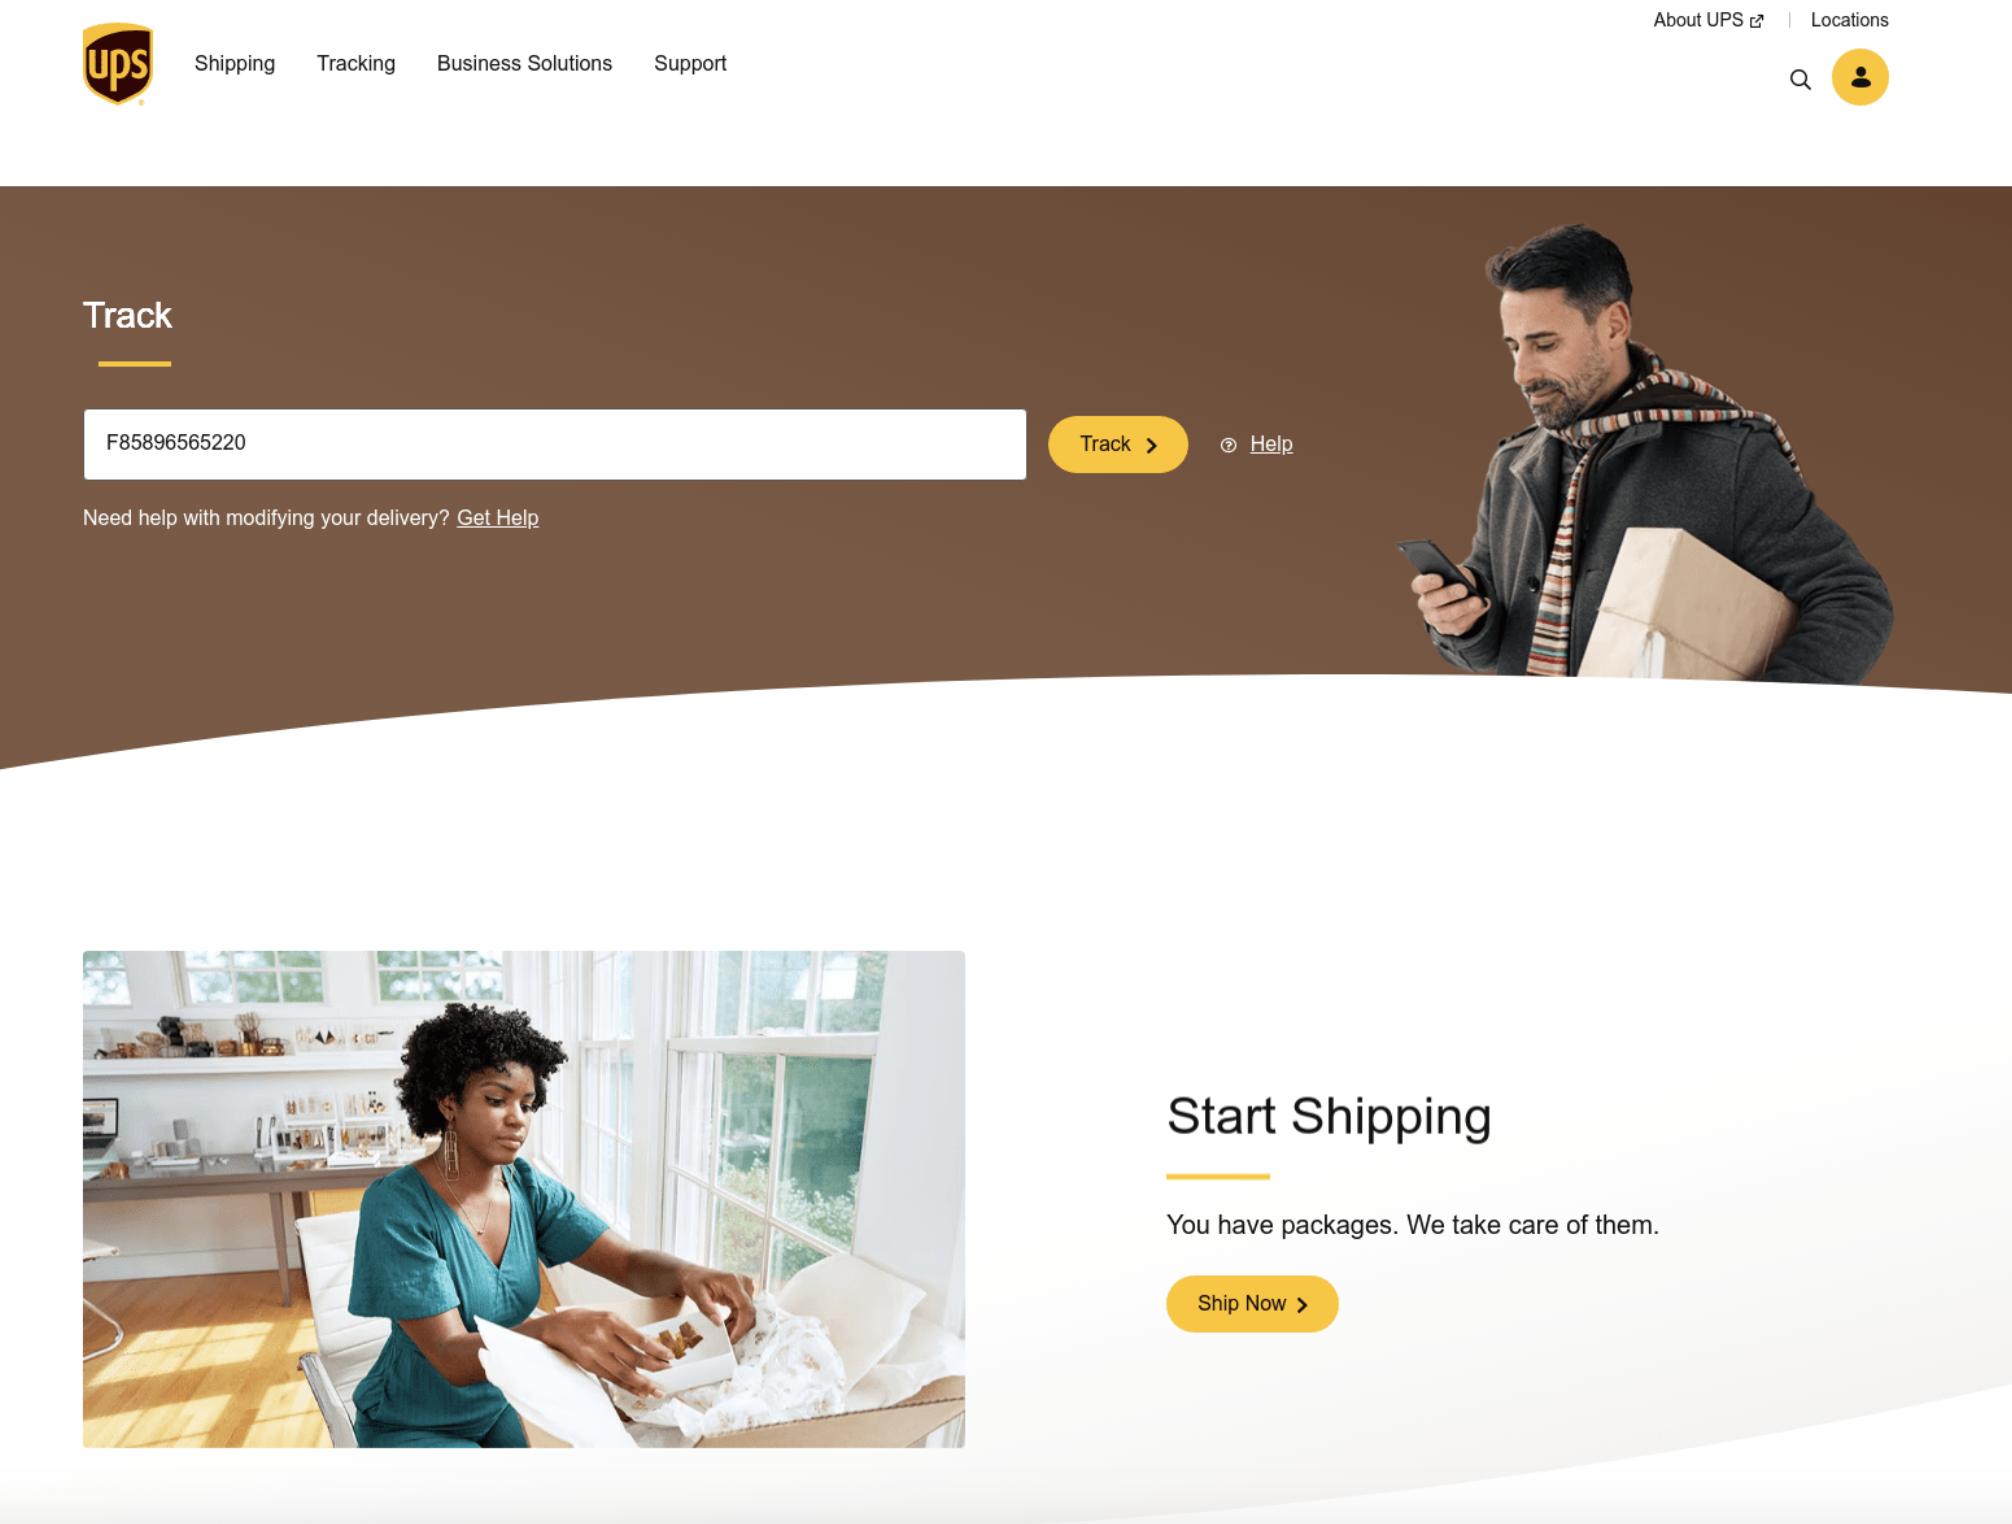 About UPS
Locations
ups
Shipping
Tracking
Business Solutions
Support
Track
F85896565220
Track
Help
Need help with modifying your delivery? Get Help
Start Shipping
You have packages. We take care of them.
Ship Now